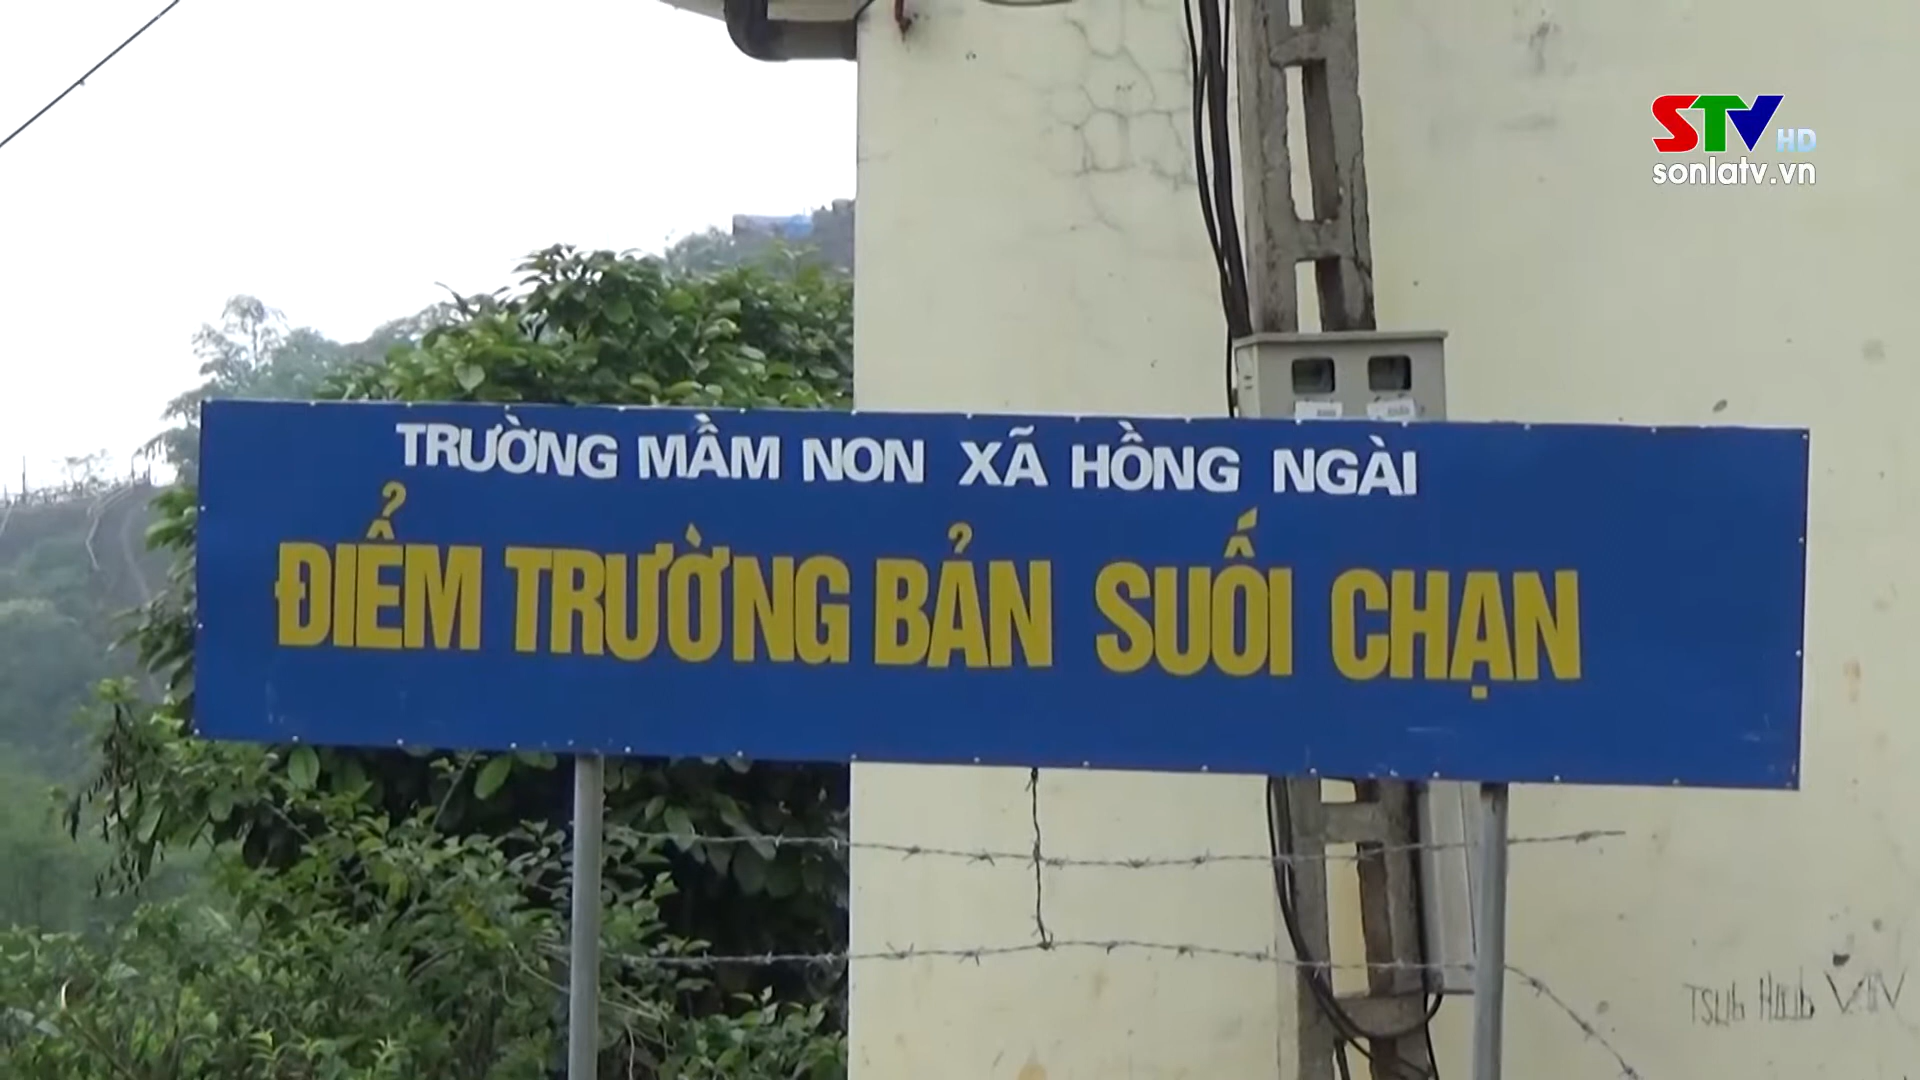 STV HD
sonlatv.vn
TRƯỜNG MẦM NON XÃ HỒNG NGÀI
ĐIỂM TRƯỜNG BẢN SUỐI CHẠN